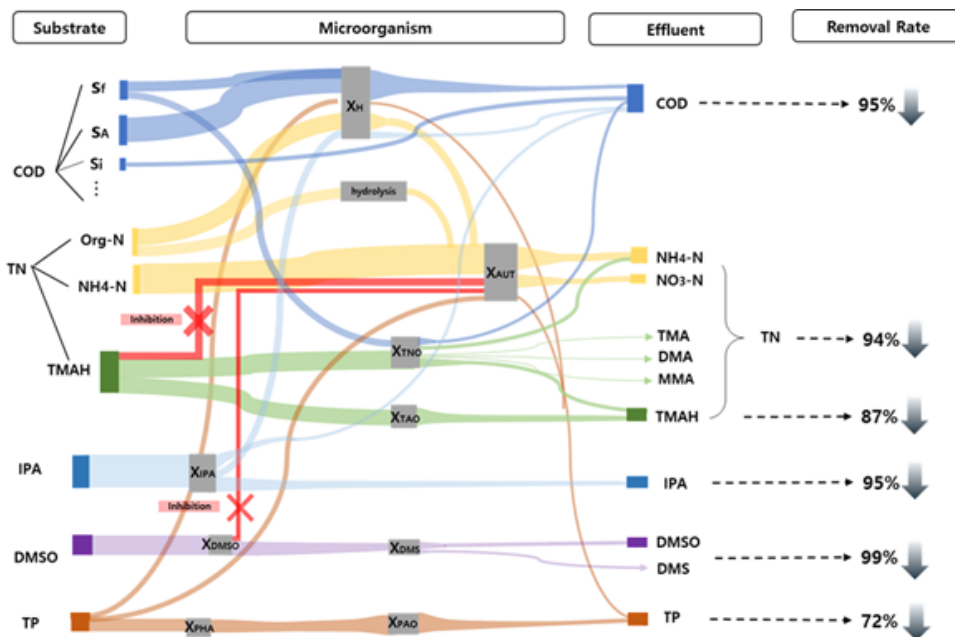 Substrate
Microorganism
Effluent
Removal Rate
COD
Sf
SA
Si
⋮
XH
COD
95%
hydrolysis
TN
Org-N
NH4-N
XAUT
NH4-N
NO3-N
Inhibition
TMAH
XTNO
TMA
DMA
MMA
TN
94%
XTAO
TMAH
87%
IPA
XIPA
IPA
95%
Inhibition
DMSO
XDMSO
XDMS
DMSO
DMS
99%
TP
XPHA
XPAO
TP
72%